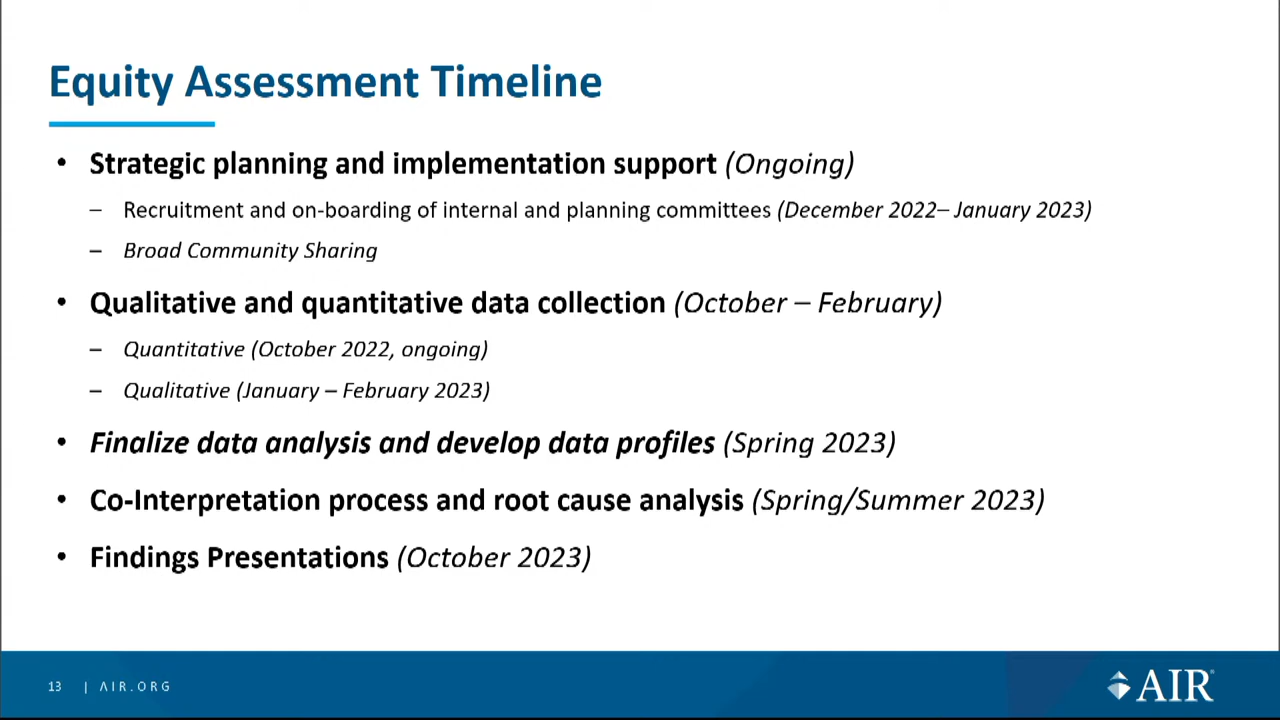 Equity Assessment Timeline
• Strategic planning and implementation support (Ongoing)
– Recruitment and on-boarding of internal and planning committees (December 2022– January 2023)
– Broad Community Sharing
• Qualitative and quantitative data collection (October – February)
– Quantitative (October 2022, ongoing)
– Qualitative (January – February 2023)
• Finalize data analysis and develop data profiles (Spring 2023)
• Co-Interpretation process and root cause analysis (Spring/Summer 2023)
• Findings Presentations (October 2023)
13 | AIR.ORG
AIR®